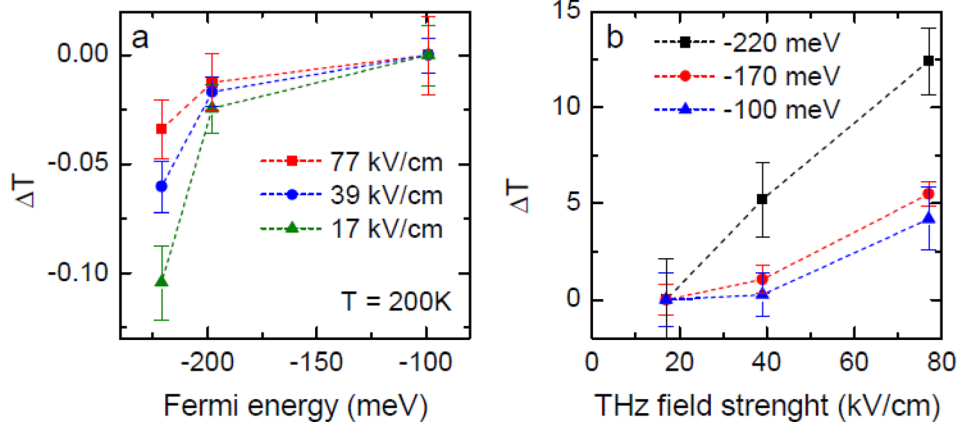 a
0.00
-0.05
-0.10
ΔT
77 kV/cm
39 kV/cm
17 kV/cm
T = 200K
-200
-150
-100
Fermi energy (meV)
b
15
10
5
0
ΔT
-220 meV
-170 meV
-100 meV
0
20
40
60
80
THz field strenght (kV/cm)